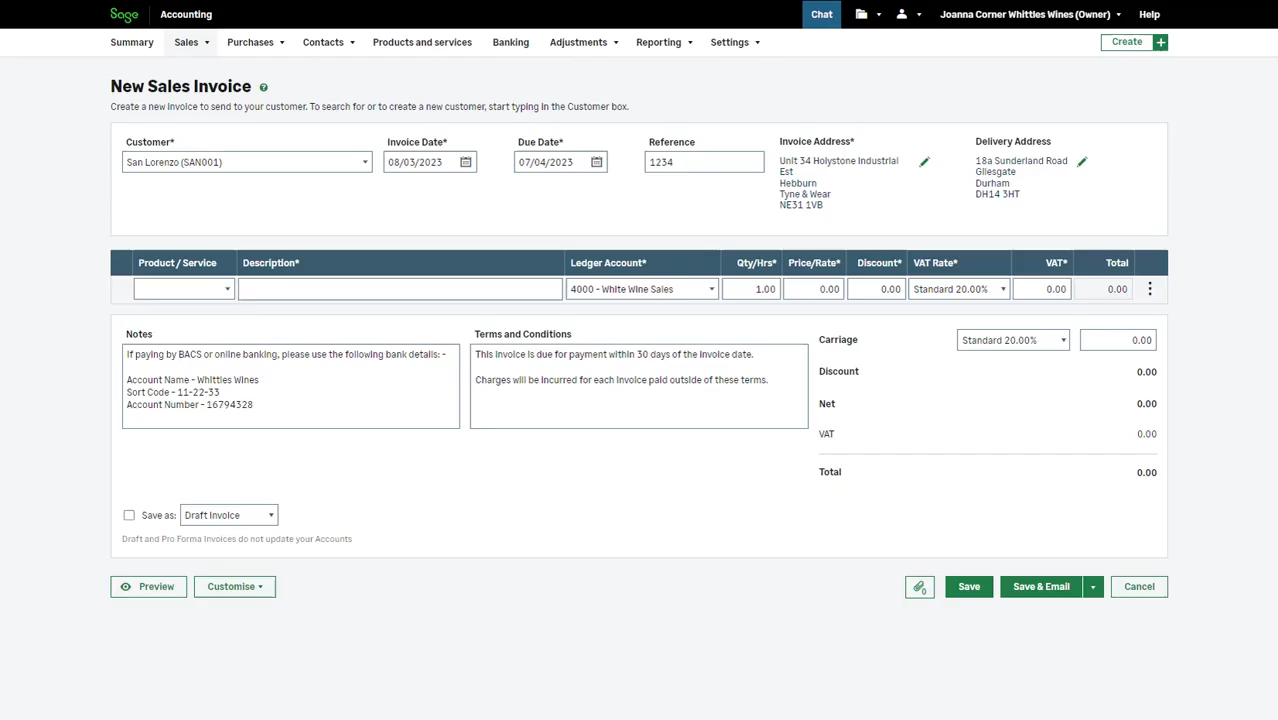 Sage
Accounting
Chat
Joanna Corner Whittles Wines (Owner)
Help
Summary
Sales
Purchases
Contacts
Products and services
Banking
Adjustments
Reporting
Settings
Create
New Sales Invoice
Create a new invoice to send to your customer. To search for or to create a new customer, start typing in the Customer box.
Customer*
Invoice Date*
Due Date*
Reference
Invoice Address*
Delivery Address
San Lorenzo (SAN001)
08/03/2023
07/04/2023
1234
Unit 34 Holystone Industrial
Est
Hebburn
Tyne & Wear
NE31 1VB
18a Sunderland Road
Gilesgate
Durham
DH14 3HT
Product / Service
Description*
Ledger Account*
Qty/Hrs*
Price/Rate*
Discount*
VAT Rate*
VAT*
Total
4000 - White Wine Sales
1.00
0.00
0.00
Standard 20.00%
0.00
0.00
Notes
If paying by BACS or online banking, please use the following bank details: -
Account Name - Whittles Wines
Sort Code - 11-22-33
Account Number - 16794328
Terms and Conditions
This invoice is due for payment within 30 days of the invoice date.
Charges will be incurred for each invoice paid outside of these terms.
Carriage
Standard 20.00%
0.00
Discount
0.00
Net
0.00
VAT
0.00
Total
0.00
Save as:
Draft Invoice
Draft and Pro Forma Invoices do not update your Accounts
Preview
Customise
0
Save
Save & Email
Cancel